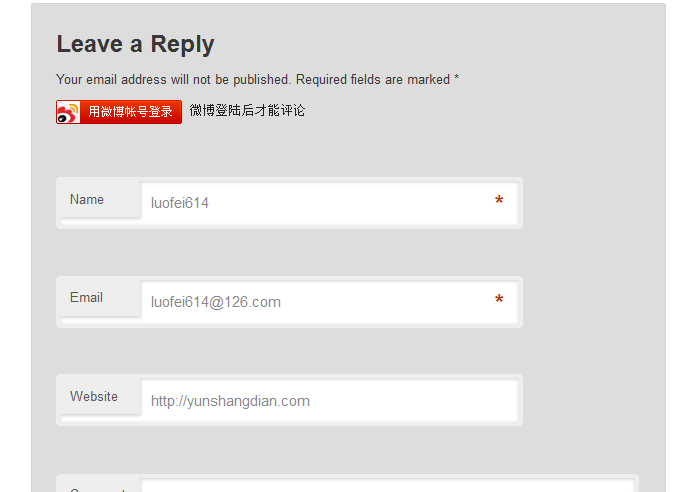 Leave a Reply
Your email address will not be published. Required fields are marked *
用微博帐号登录 微博登陆后才能评论
Name luofei614 *
Email luofei614@126.com *
Website http://yunshangdian.com